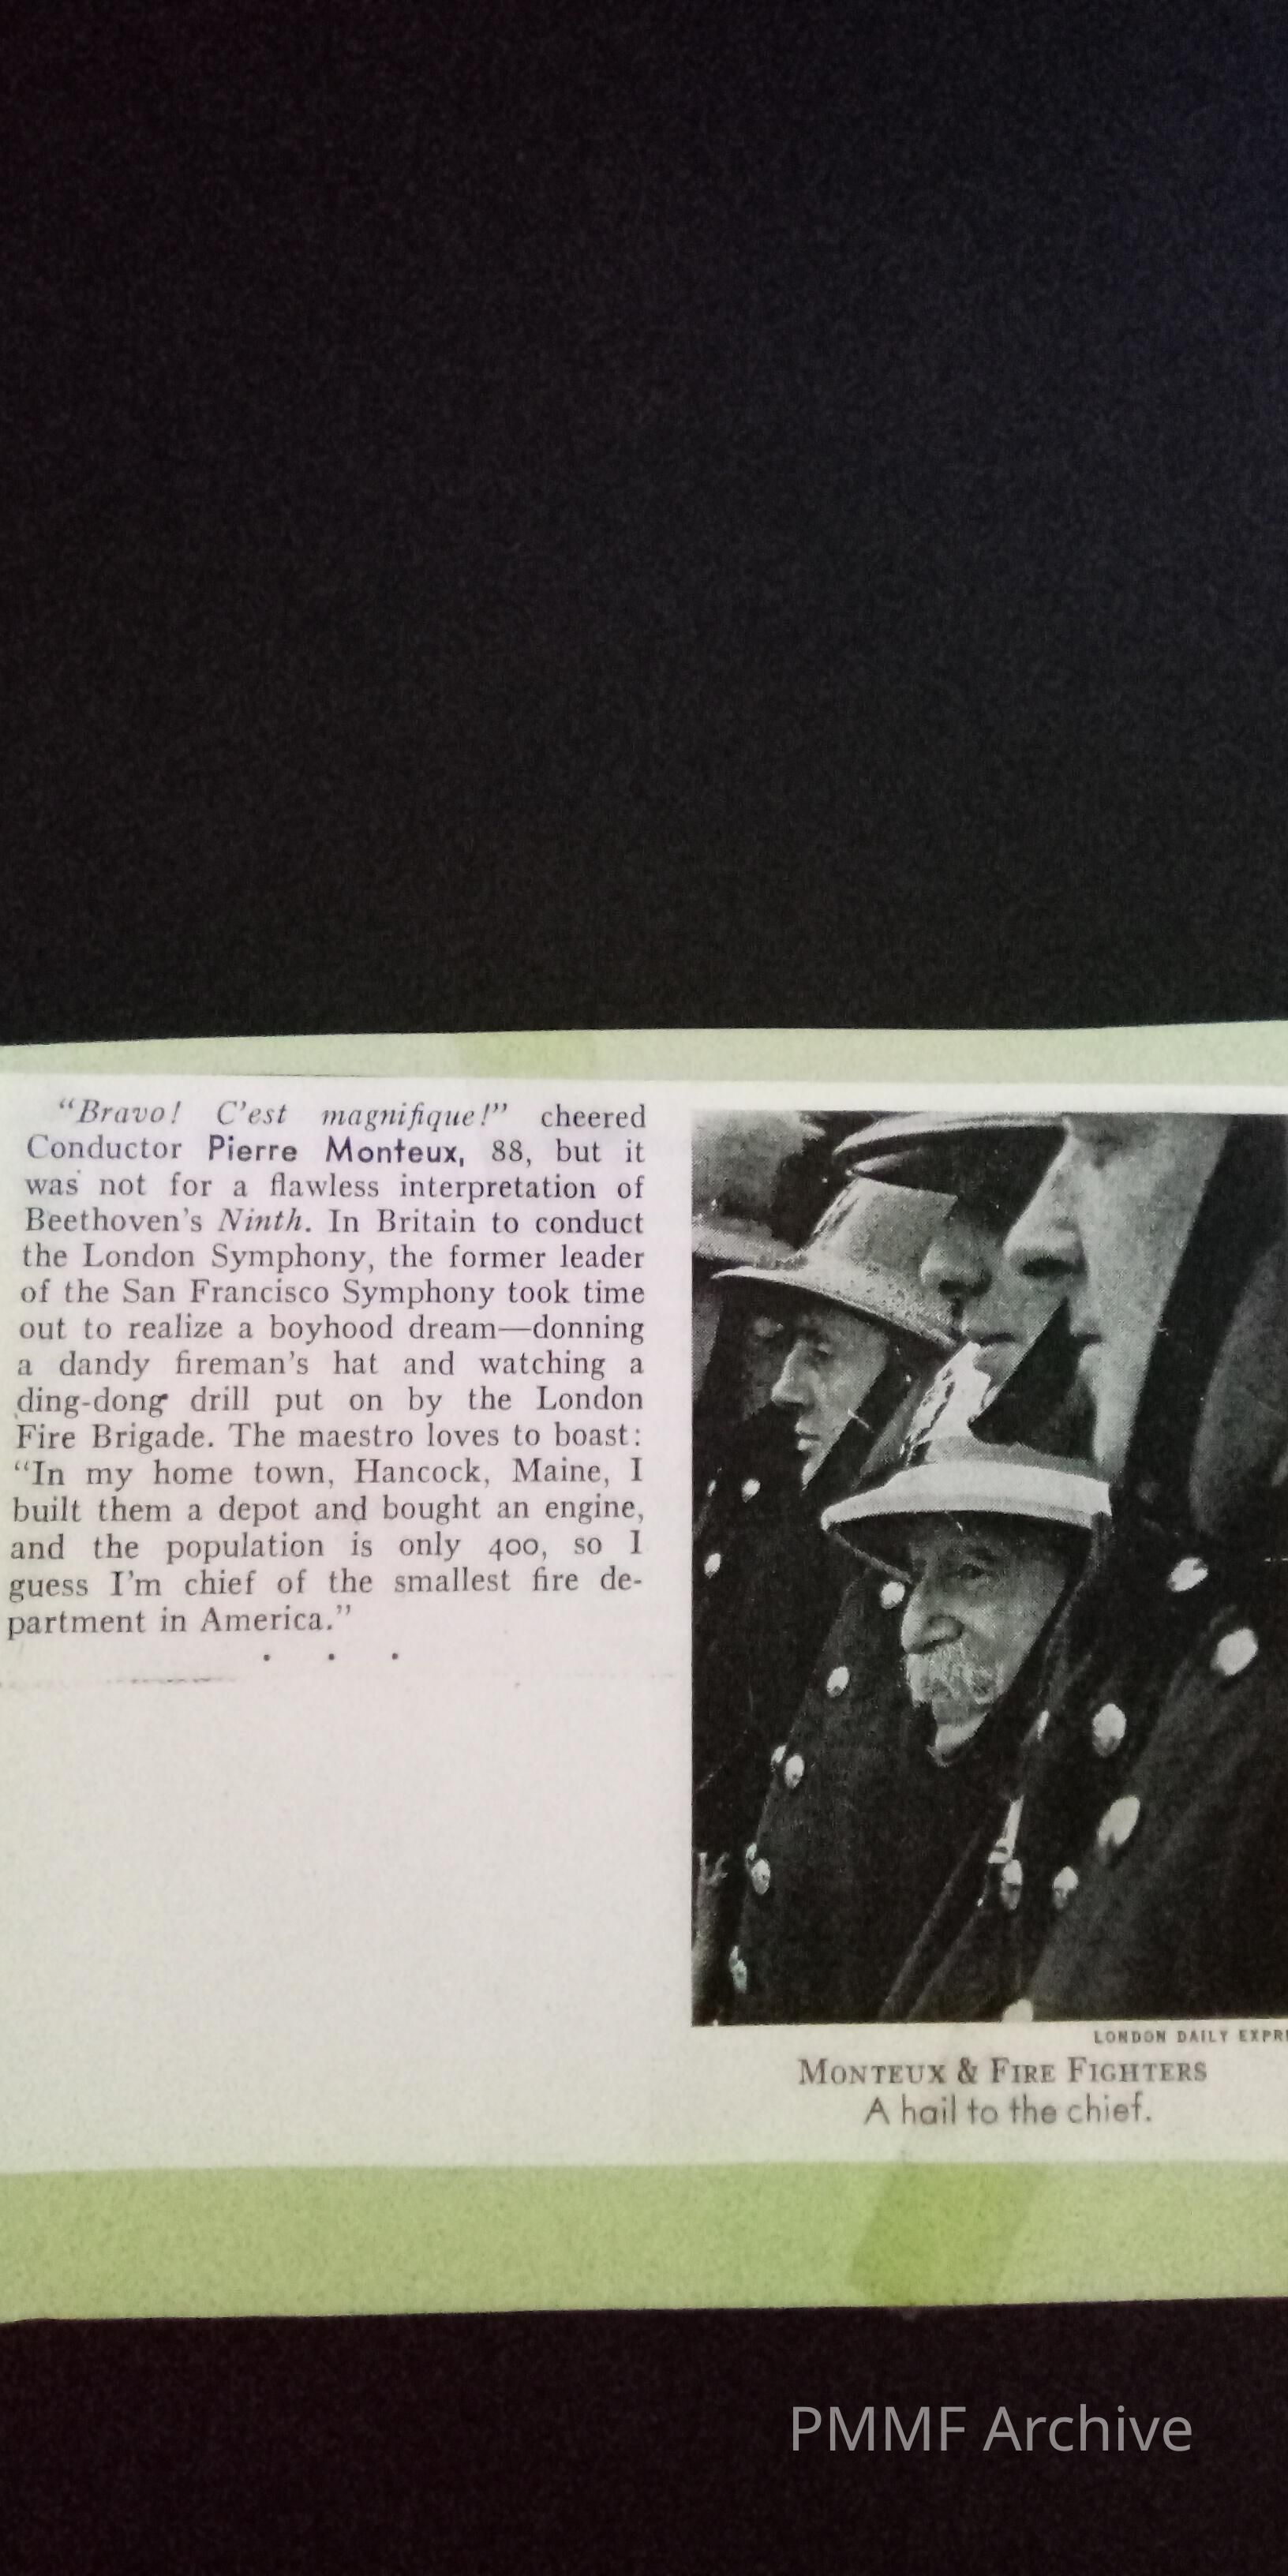 “Bravo! C’est magnifique!” cheered
Conductor Pierre Monteux, 88, but it
was not for a flawless interpretation of
Beethoven’s Ninth. In Britain to conduct
the London Symphony, the former leader
of the San Francisco Symphony took time
out to realize a boyhood dream—donning
a dandy fireman’s hat and watching a
ding-dong drill put on by the London
Fire Brigade. The maestro loves to boast:
“In my home town, Hancock, Maine, I
built them a depot and bought an engine,
and the population is only 400, so I
guess I’m chief of the smallest fire de-
partment in America.”
. . .
LONDON DAILY EXPR
MONTEUX & FIRE FIGHTERS
A hail to the chief.
PMMF Archive